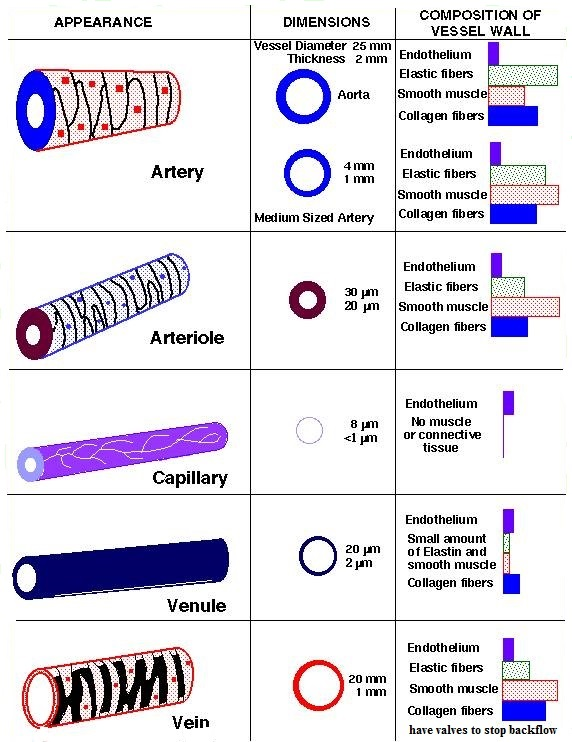 APPEARANCE
DIMENSIONS
COMPOSITION OF
VESSEL WALL
Artery
Vessel Diameter 25 mm
Thickness 2 mm
Aorta
4 mm
1 mm
Medium Sized Artery
Endothelium
Elastic fibers
Smooth muscle
Collagen fibers
Endothelium
Elastic fibers
Smooth muscle
Collagen fibers
Arteriole
30 µm
20 µm
Endothelium
Elastic fibers
Smooth muscle
Collagen fibers
Capillary
8 µm
<1 µm
Endothelium
No muscle
or connective
tissue
Venule
20 µm
2 µm
Endothelium
Small amount
of Elastin and
smooth muscle
Collagen fibers
Vein
20 mm
1 mm
Endothelium
Elastic fibers
Smooth muscle
Collagen fibers
have valves to stop backflow